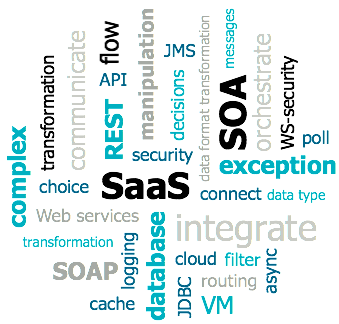 flow
manipulation
JMS
messages
communicate
transformation
API
REST
decisions
data format transformation
SOA
orchestrate
WS-security
poll
security
exception
complex
choice
SaaS
connect
data type
Web services
integrate
transformation
logging
database
SOAP
cloud
filter
async
cache
JDBC
routing
VM